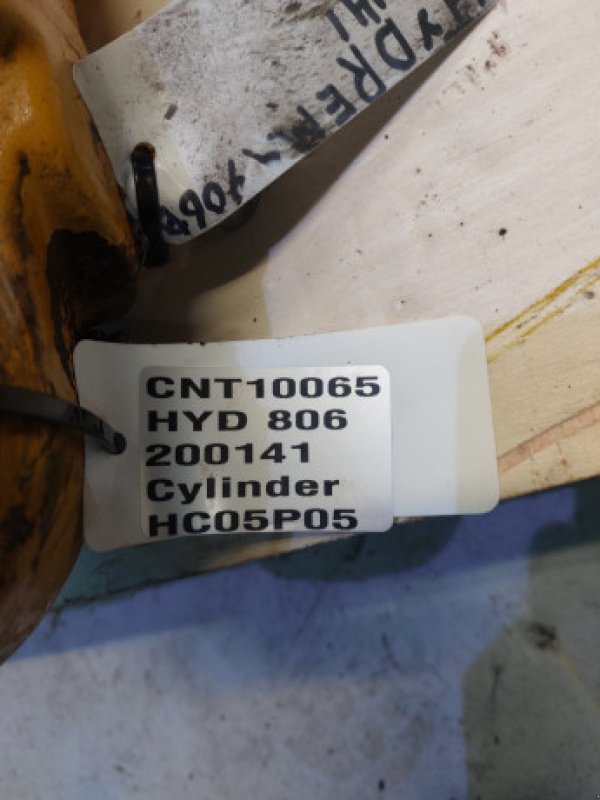 CNT10065
HYD 806
200141
Cylinder
HC05P05